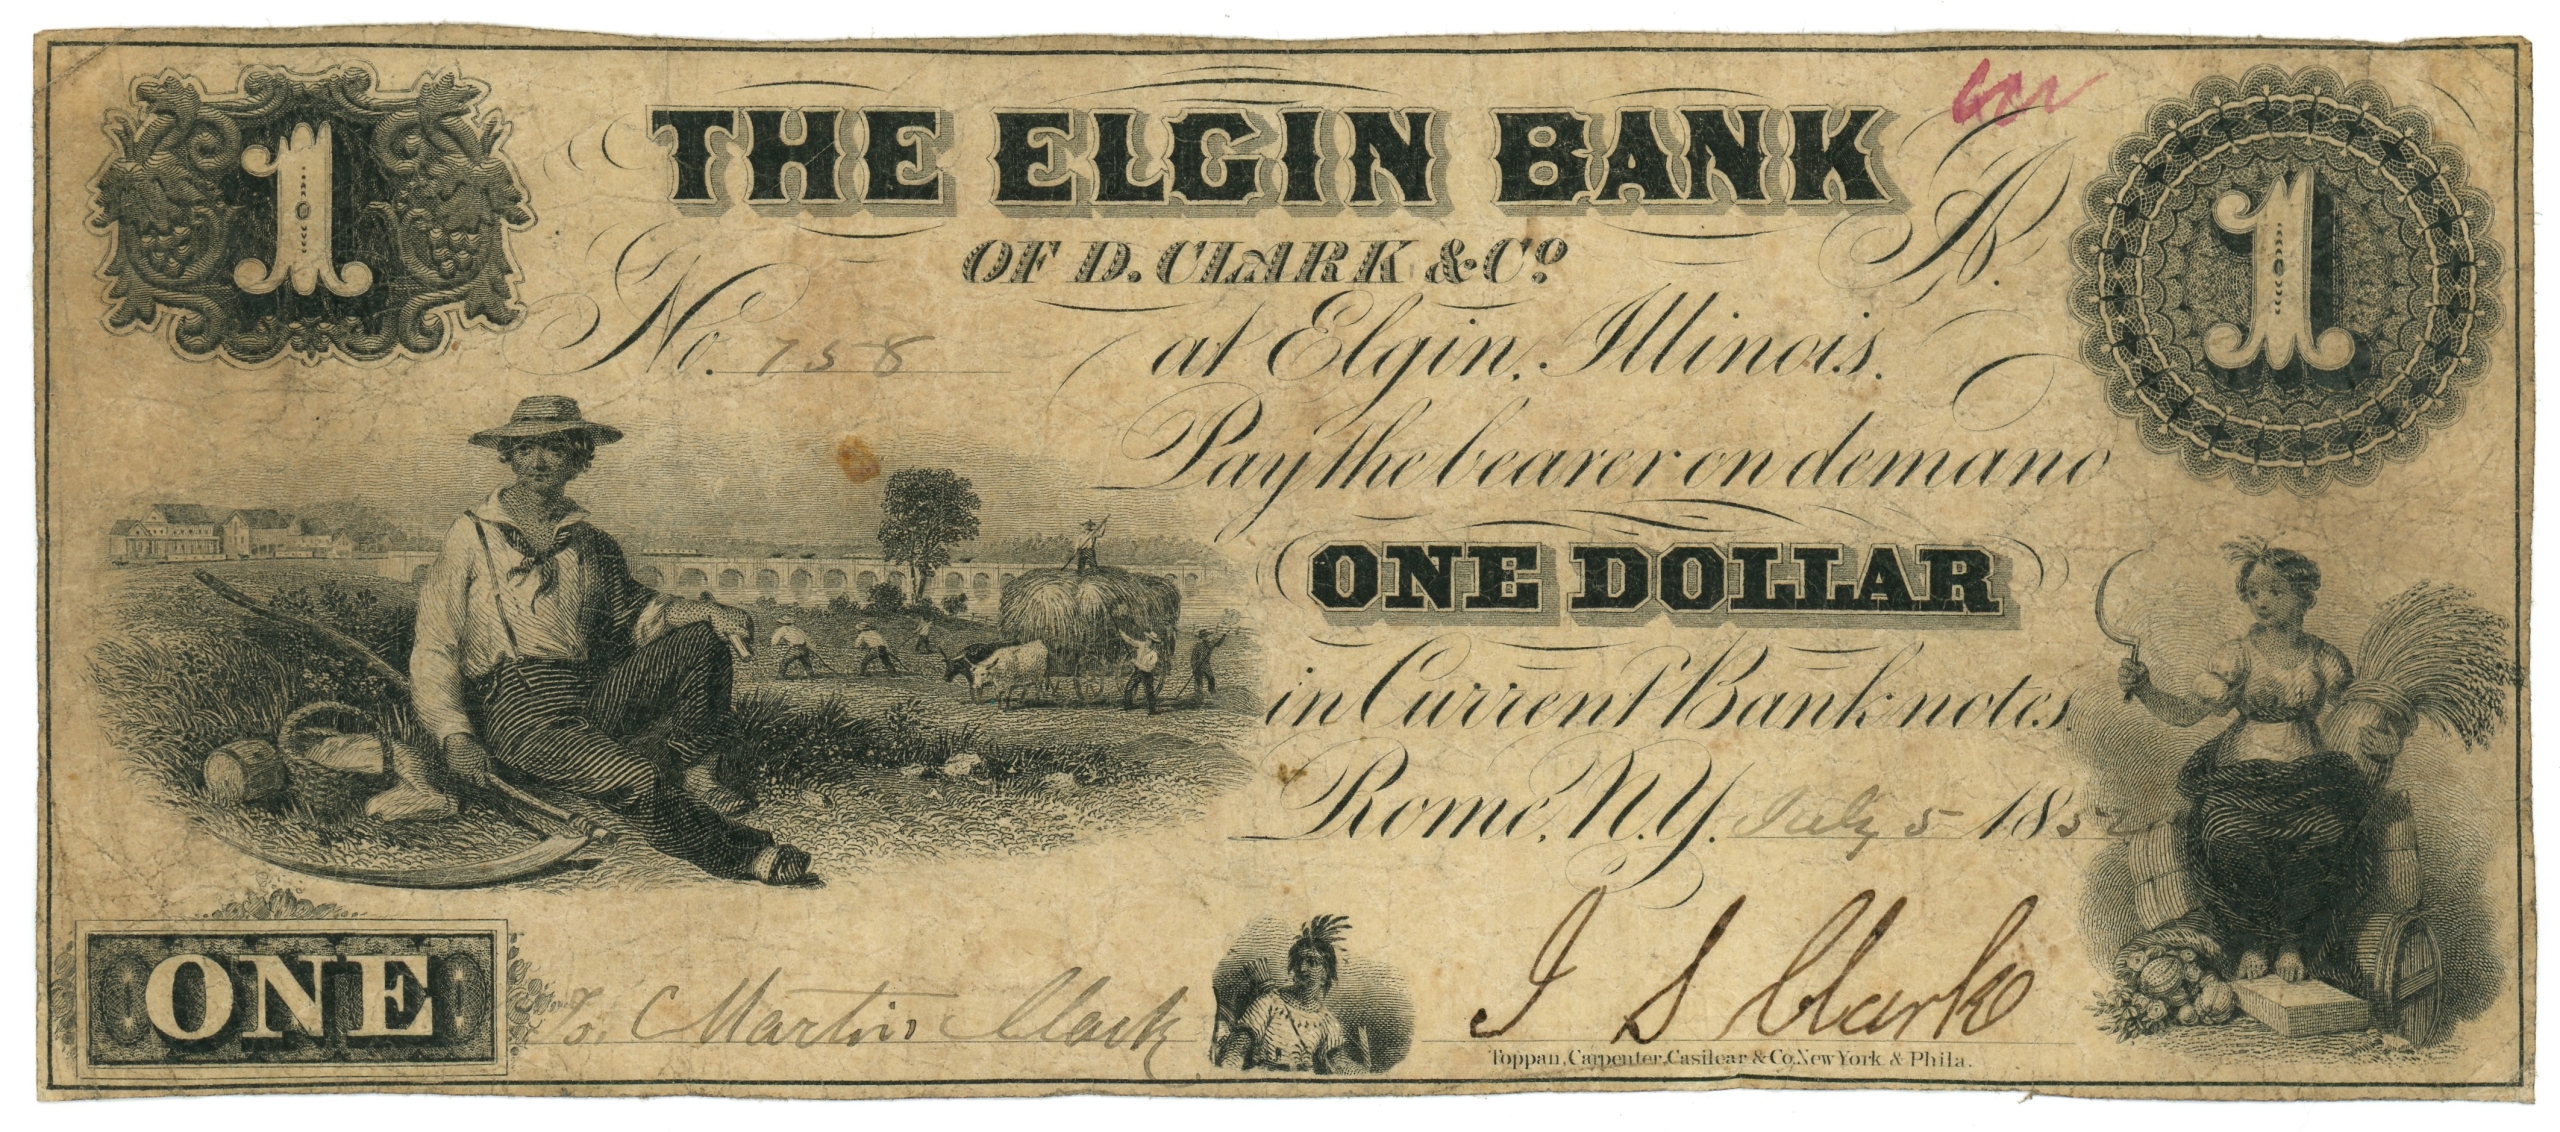 1
THE ELGIN BANK
1
OF D. CLARK & Co
A.
No. 758
at Elgin, Illinois.
Pay the bearer on demand
ONE DOLLAR
in Current Bank notes
Rome, N.Y. July 5 1852
ONE
To. C Martin Clark
J S Clark
Toppan, Carpenter, Casilear & Co. New York & Phila.